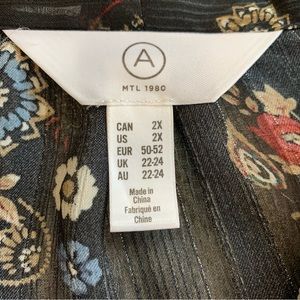 A
MTL 1980
CAN 2X
US 2X
EUR 50-52
UK 22-24
AU 22-24
Made in
China
Fabriqué en
Chine